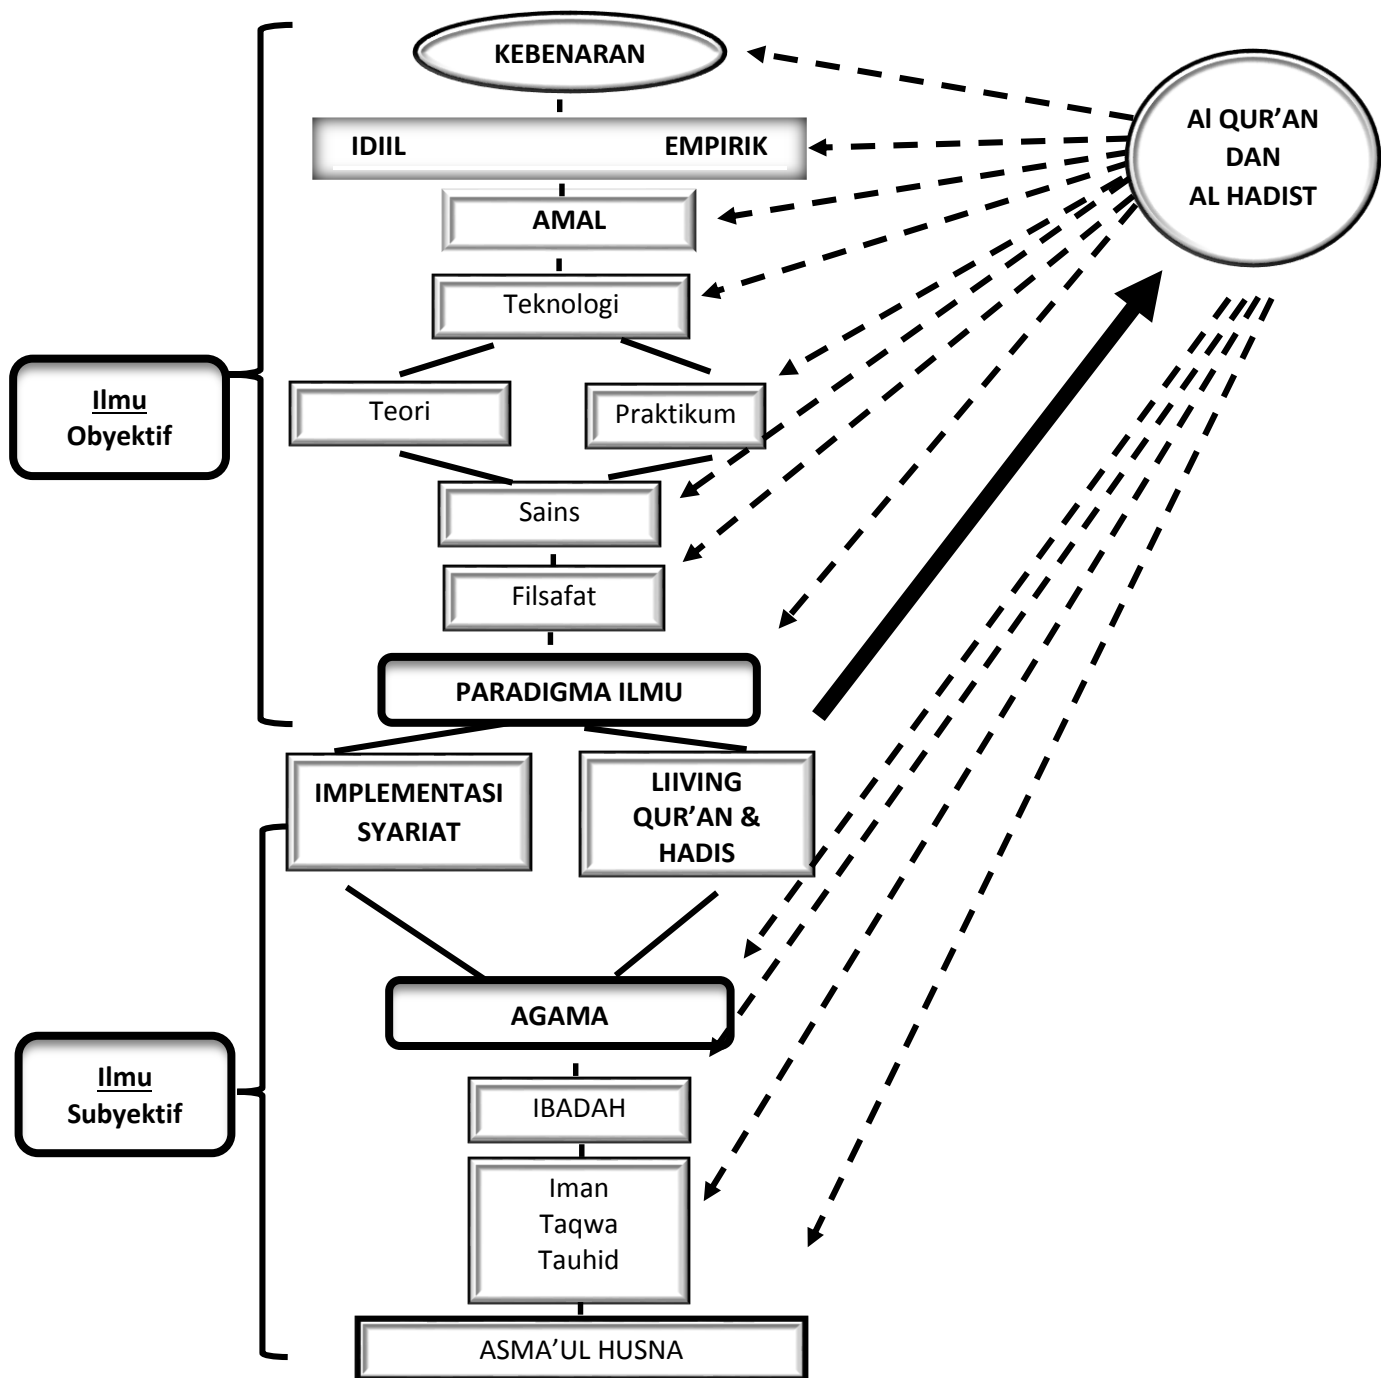 KEBENARAN
Al QUR’AN
DAN
AL HADIST
IDIIL EMPIRIK
AMAL
Teknologi
Ilmu
Obyektif
Teori
Praktikum
Sains
Filsafat
PARADIGMA ILMU
IMPLEMENTASI
SYARIAT
LIIVING
QUR’AN &
HADIS
AGAMA
Ilmu
Subyektif
IBADAH
Iman
Taqwa
Tauhid
ASMA’UL HUSNA